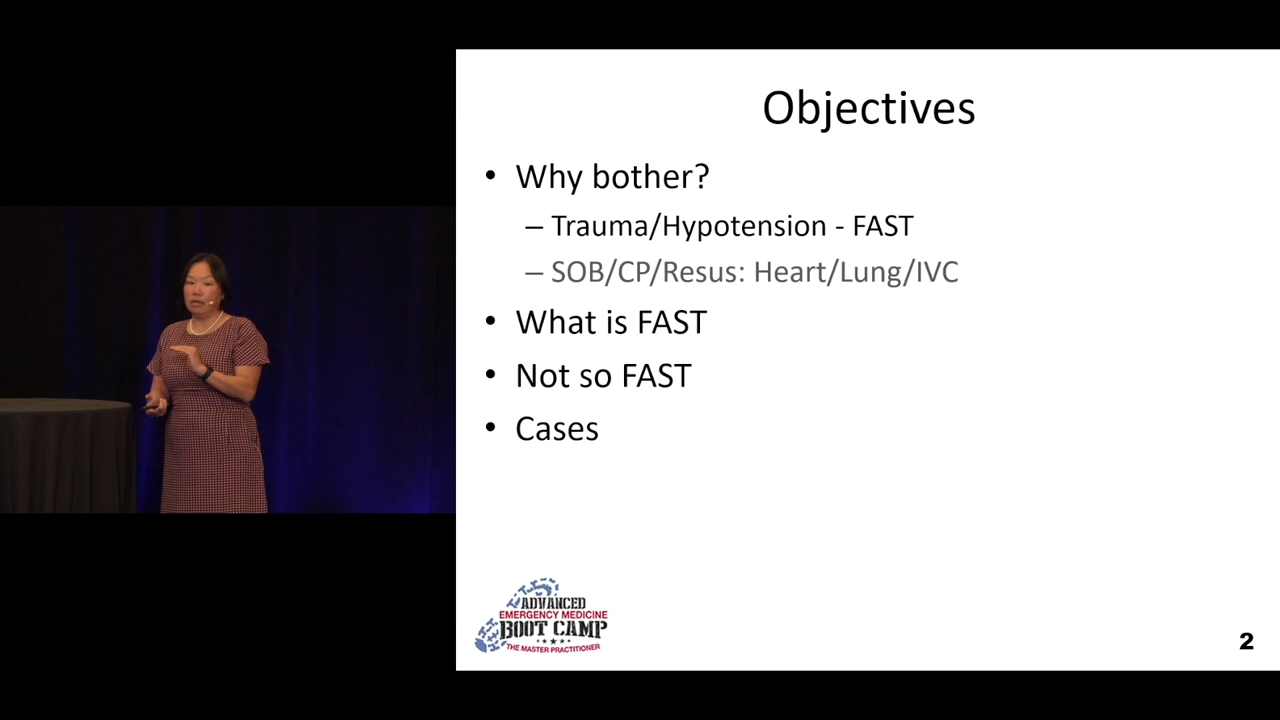 Objectives
• Why bother?
– Trauma/Hypotension - FAST
– SOB/CP/Resus: Heart/Lung/IVC
• What is FAST
• Not so FAST
• Cases
ADVANCED
EMERGENCY MEDICINE
BOOT CAMP
THE MASTER PRACTITIONER
2